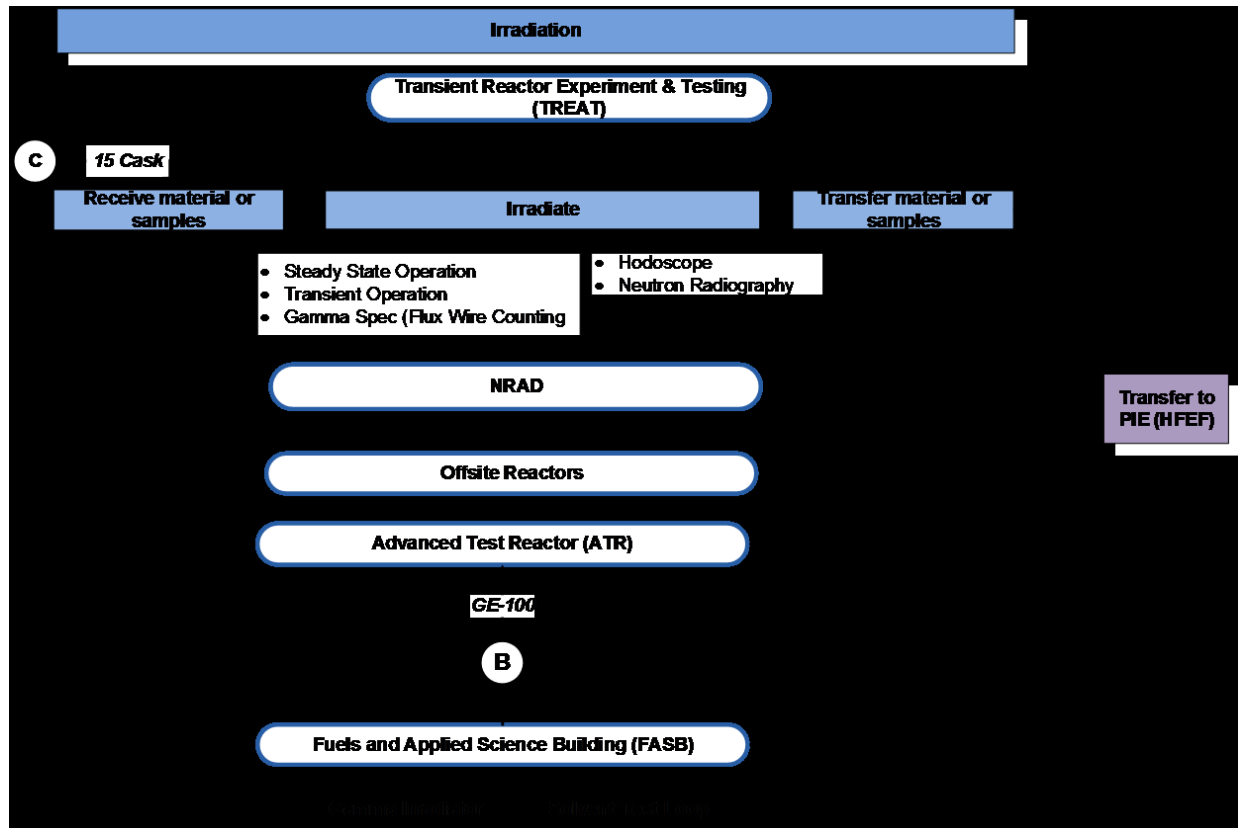 Irradiation
Transient Reactor Experiment & Testing
(TREAT)
C
15 Cask
Receive material or
samples
Irradiate
Transfer material or
samples
• Steady State Operation
• Transient Operation
• Gamma Spec (Flux Wire Counting
• Hodoscope
• Neutron Radiography
NRAD
Transfer to
PIE (HFEF)
Offsite Reactors
Advanced Test Reactor (ATR)
GE-100
B
Fuels and Applied Science Building (FASB)